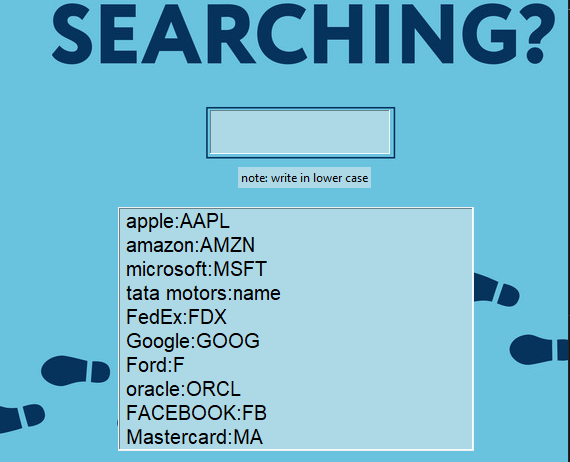 SEARCHING?
note: write in lower case
apple:AAPL
amazon:AMZN
microsoft:MSFT
tata motors:name
FedEx:FDX
Google:GOOG
Ford:F
oracle:ORCL
FACEBOOK:FB
Mastercard:MA